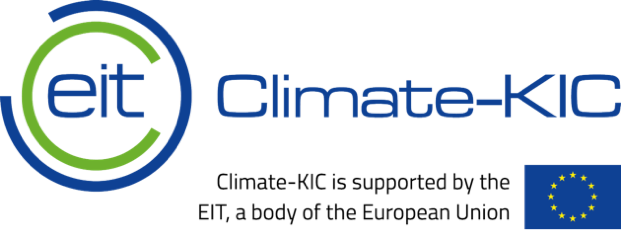 eit Climate-KIC
Climate-KIC is supported by the
EIT, a body of the European Union